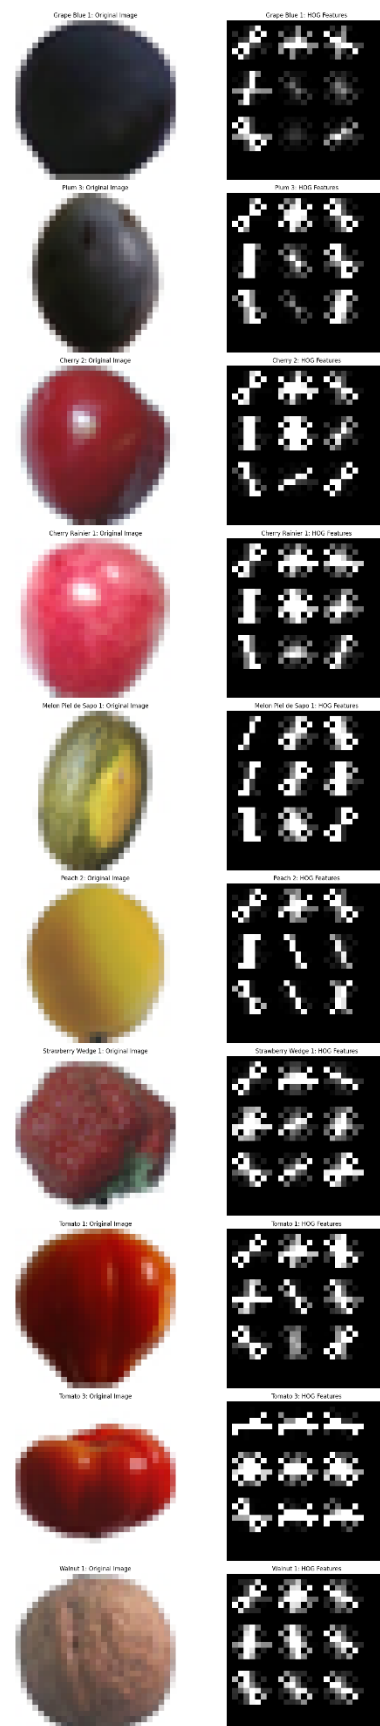 Grape Blue 1: Original Image
Grape Blue 1: HOG Features
Plum 3: Original Image
Plum 3: HOG Features
Cherry 2: Original Image
Cherry 2: HOG Features
Cherry Rainier 1: Original Image
Cherry Rainier 1: HOG Features
Melon Piel de Sapo 1: Original Image
Melon Piel de Sapo 1: HOG Features
Peach 2: Original Image
Peach 2: HOG Features
Strawberry Wedge 1: Original Image
Strawberry Wedge 1: HOG Features
Tomato 1: Original Image
Tomato 1: HOG Features
Tomato 3: Original Image
Tomato 3: HOG Features
Walnut 1: Original Image
Walnut 1: HOG Features